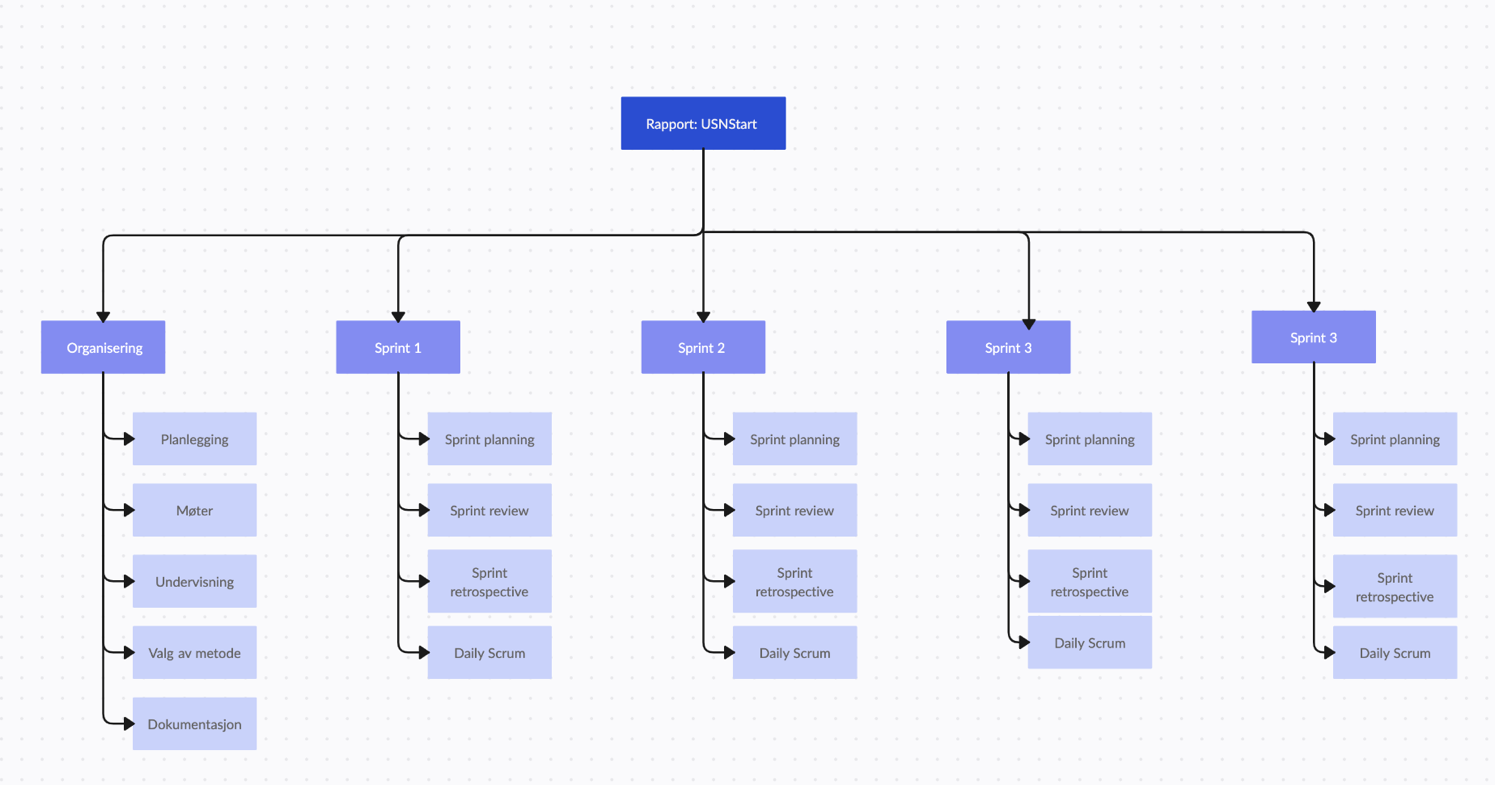 Rapport: USNStart
Organisering
Planlegging
Møter
Undervisning
Valg av metode
Dokumentasjon
Sprint 1
Sprint planning
Sprint review
Sprint
retrospective
Daily Scrum
Sprint 2
Sprint planning
Sprint review
Sprint
retrospective
Daily Scrum
Sprint 3
Sprint planning
Sprint review
Sprint
retrospective
Daily Scrum
Sprint 3
Sprint planning
Sprint review
Sprint
retrospective
Daily Scrum